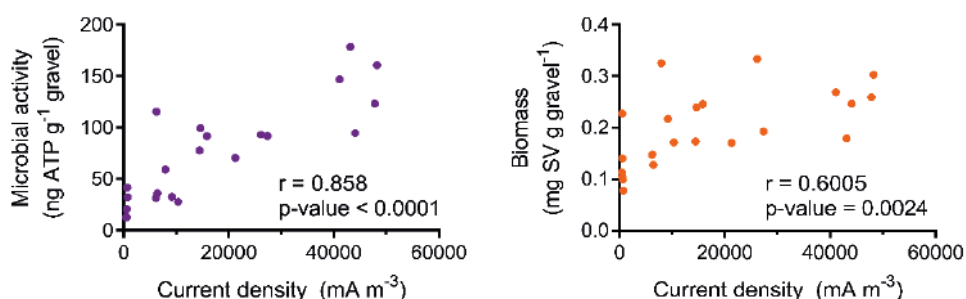 Microbial activity
(ng ATP g⁻¹ gravel)
200
150
100
50
0
r = 0.858
p-value < 0.0001
0 20000 40000 60000
Current density (mA m⁻³)
Biomass
(mg SV g gravel⁻¹)
0.4
0.3
0.2
0.1
0.0
r = 0.6005
p-value = 0.0024
0 20000 40000 60000
Current density (mA m⁻³)